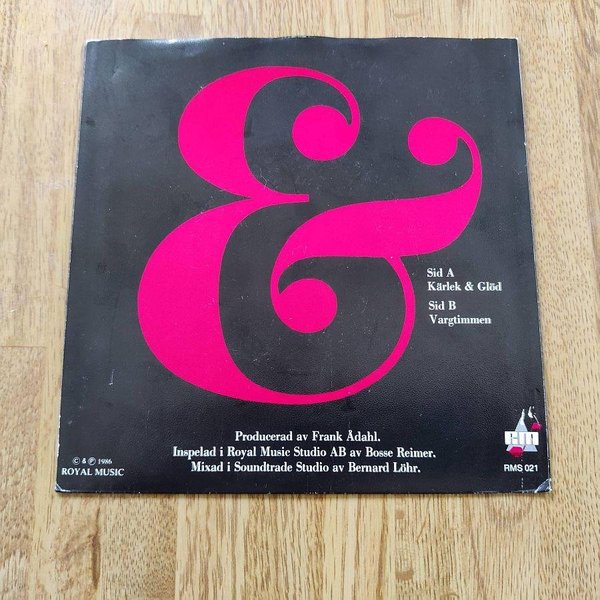 &
Sid A
Kärlek & Glöd
Sid B
Vargtimmen
Producerad av Frank Ådahl.
Inspelad i Royal Music Studio AB av Bosse Reimer.
Mixad i Soundtrade Studio av Bernard Löhr.
© & ℗ 1986
ROYAL MUSIC
RMS 021